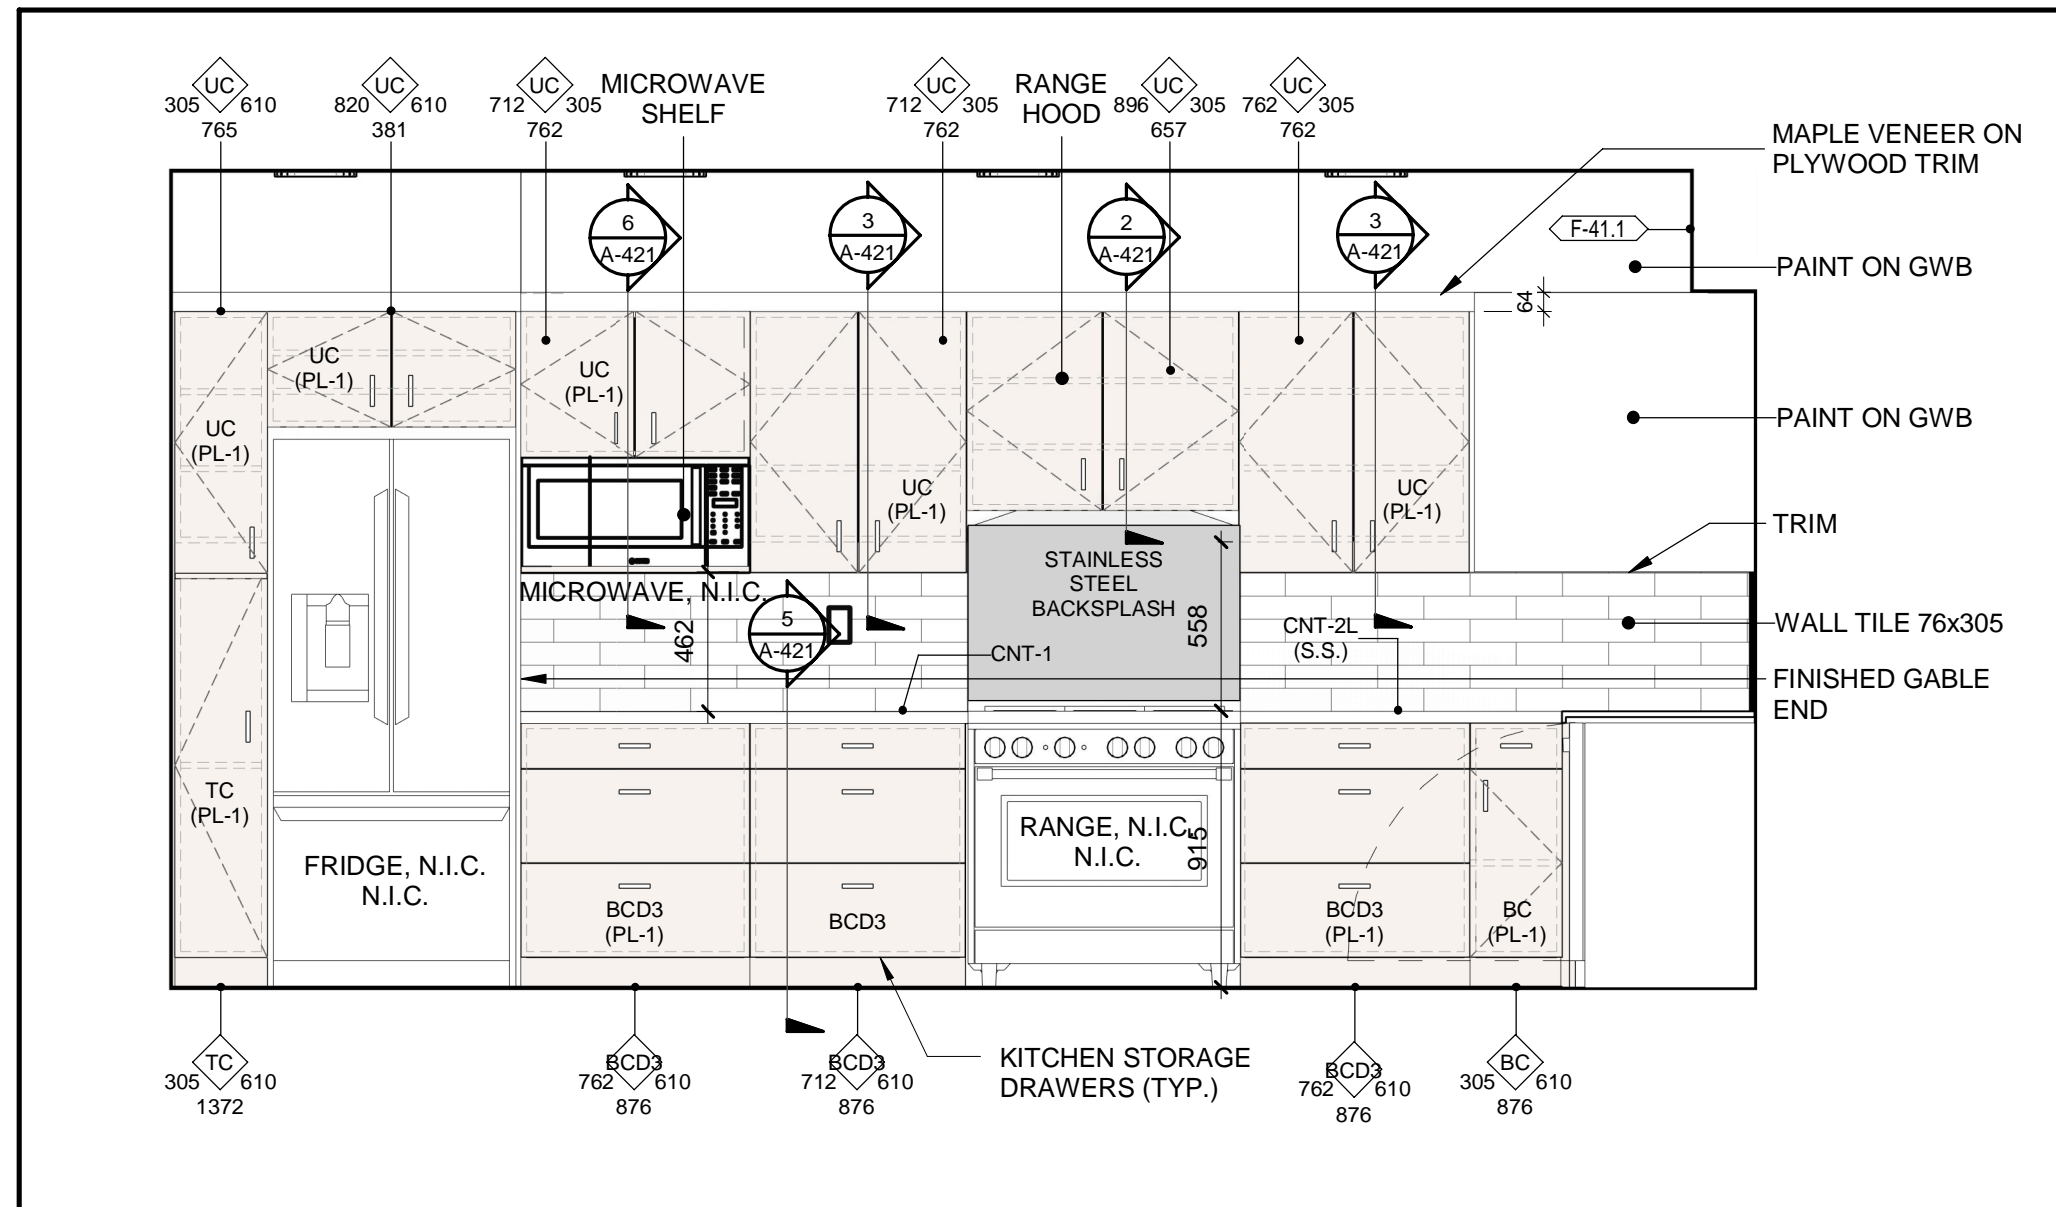 UC
305 610
765
UC
820 610
381
UC
712 305
762
MICROWAVE
SHELF
UC
712 305
762
RANGE
HOOD
UC
896 305
657
UC
762 305
762
MAPLE VENEER ON
PLYWOOD TRIM
6
A-421
3
A-421
2
A-421
3
A-421
F-41.1
PAINT ON GWB
64
UC
(PL-1)
UC
(PL-1)
UC
(PL-1)
PAINT ON GWB
UC
(PL-1)
UC
(PL-1)
TRIM
STAINLESS
STEEL
BACKSPLASH
MICROWAVE, N.I.C.
462
5
A-421
558
CNT-2L
(S.S.)
WALL TILE 76x305
CNT-1
FINISHED GABLE
END
TC
(PL-1)
FRIDGE, N.I.C.
N.I.C.
RANGE, N.I.C.
N.I.C.
915
BCD3
(PL-1)
BCD3
BCD3
(PL-1)
BC
(PL-1)
TC
305 610
1372
BCD3
762 610
876
BCD3
712 610
876
KITCHEN STORAGE
DRAWERS (TYP.)
BCD3
762 610
876
BC
305 610
876